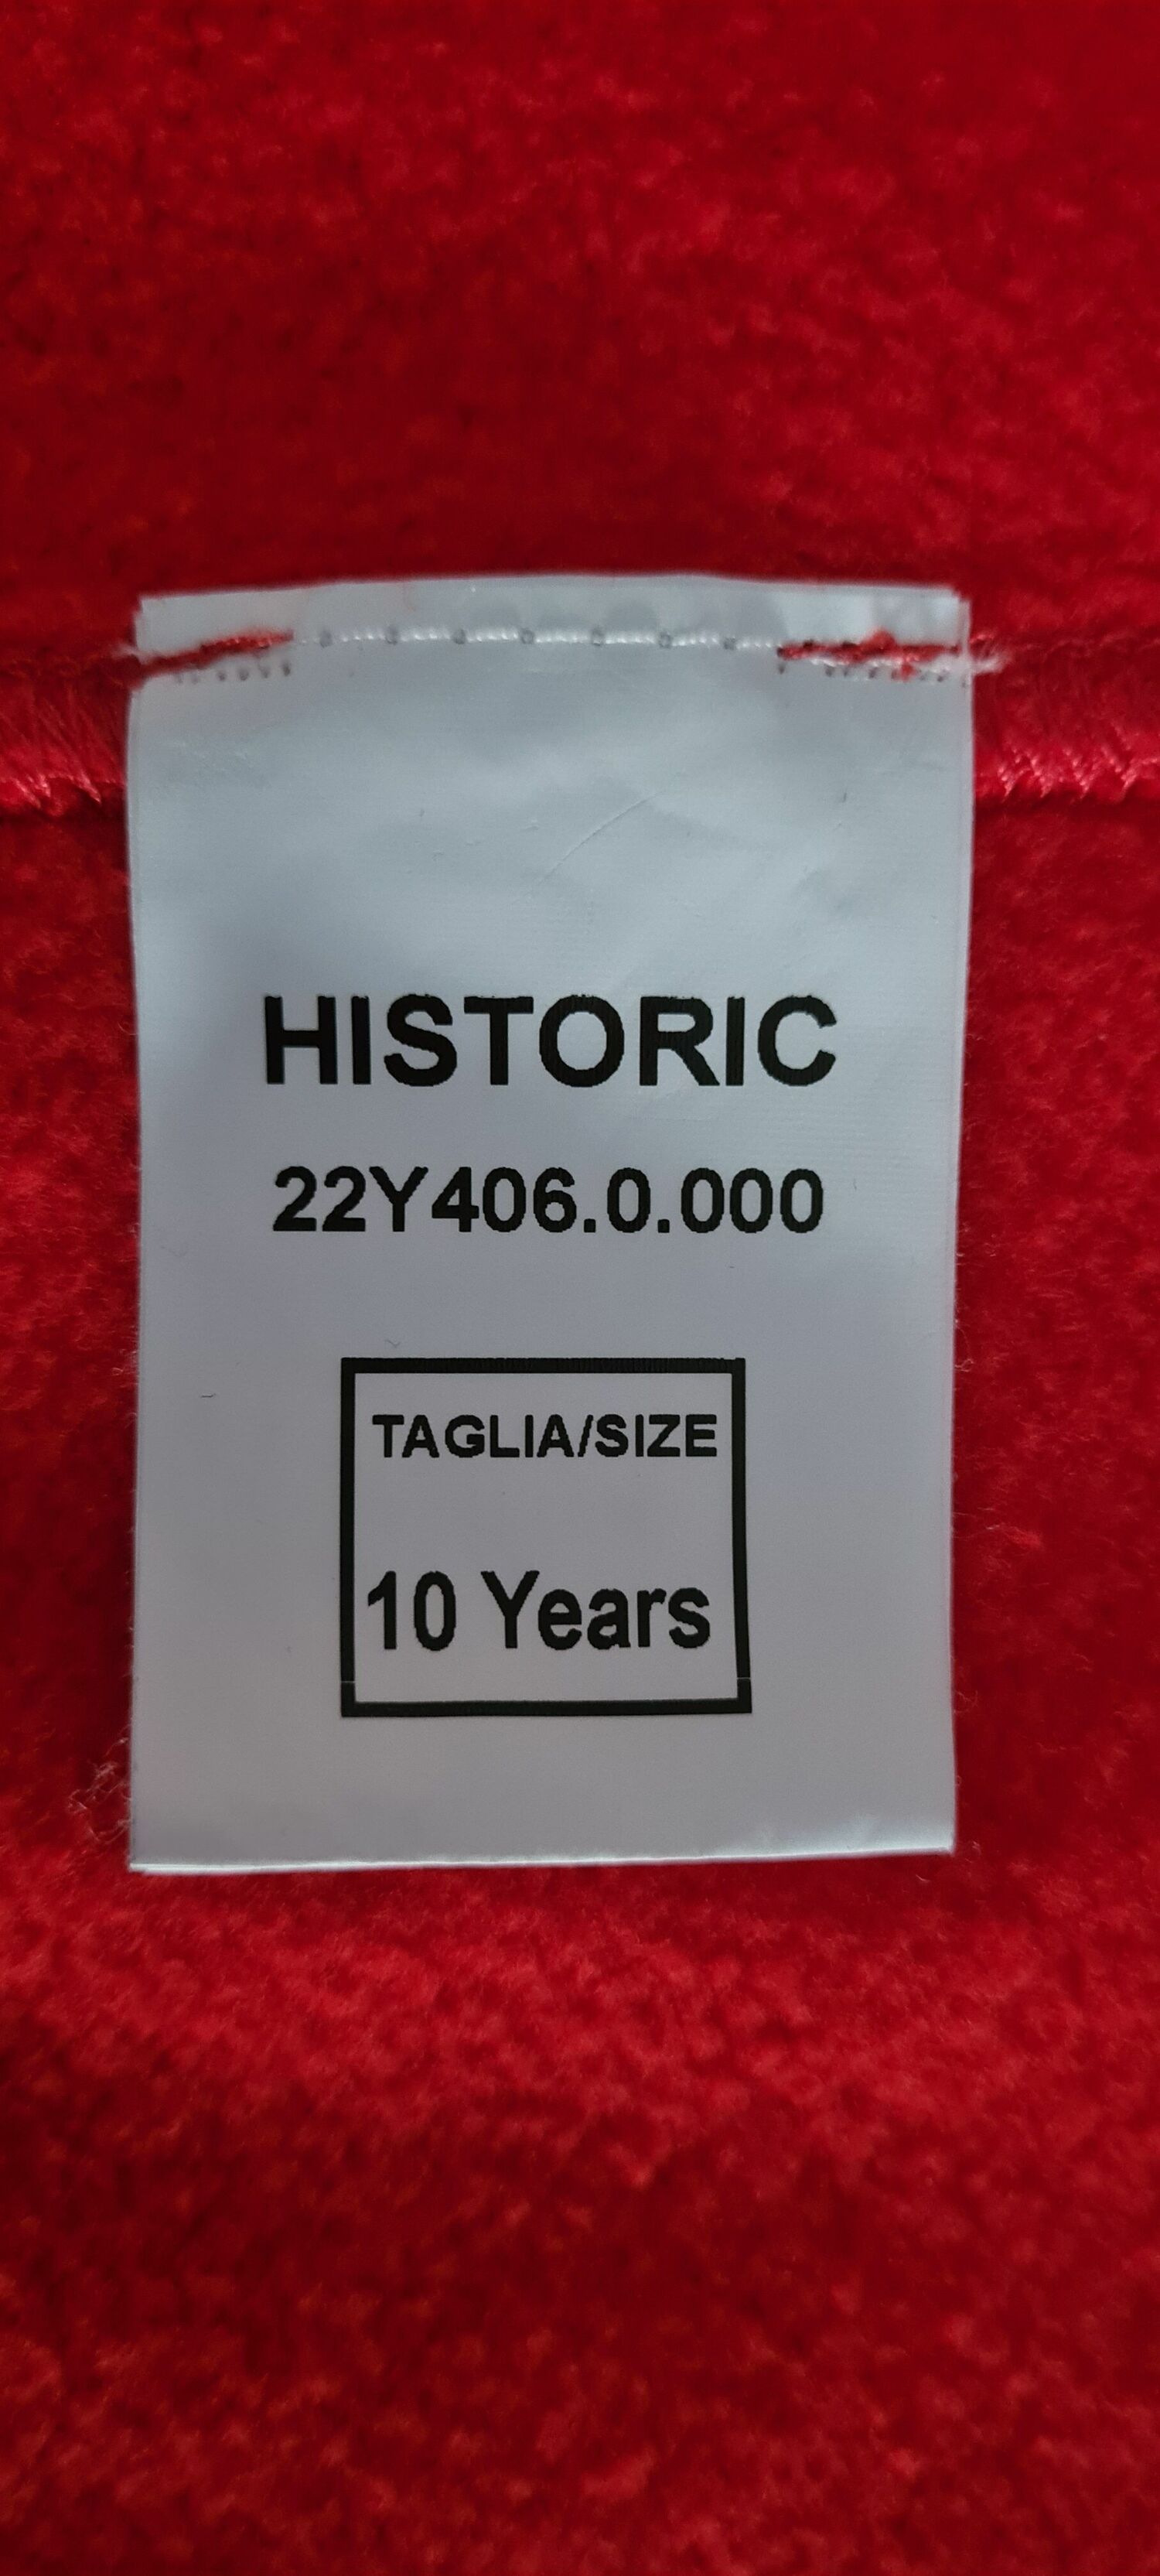 HISTORIC
22Y406.0.000
TAGLIA/SIZE
10 Years